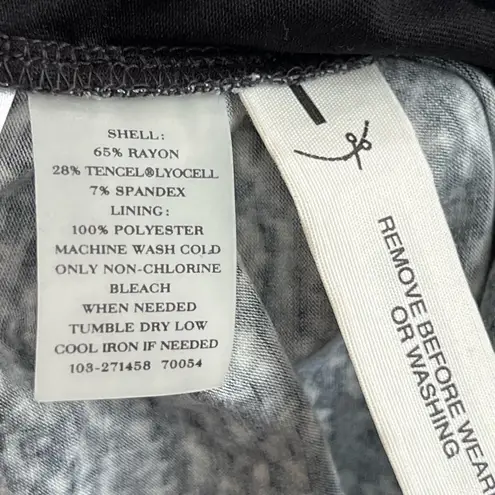 SHELL:
65% RAYON
28% TENCEL®LYOCELL
7% SPANDEX
LINING:
100% POLYESTER
MACHINE WASH COLD
ONLY NON-CHLORINE
BLEACH
WHEN NEEDED
TUMBLE DRY LOW
COOL IRON IF NEEDED
103-271458 70054
REMOVE BEFORE WEAR
OR WASHING